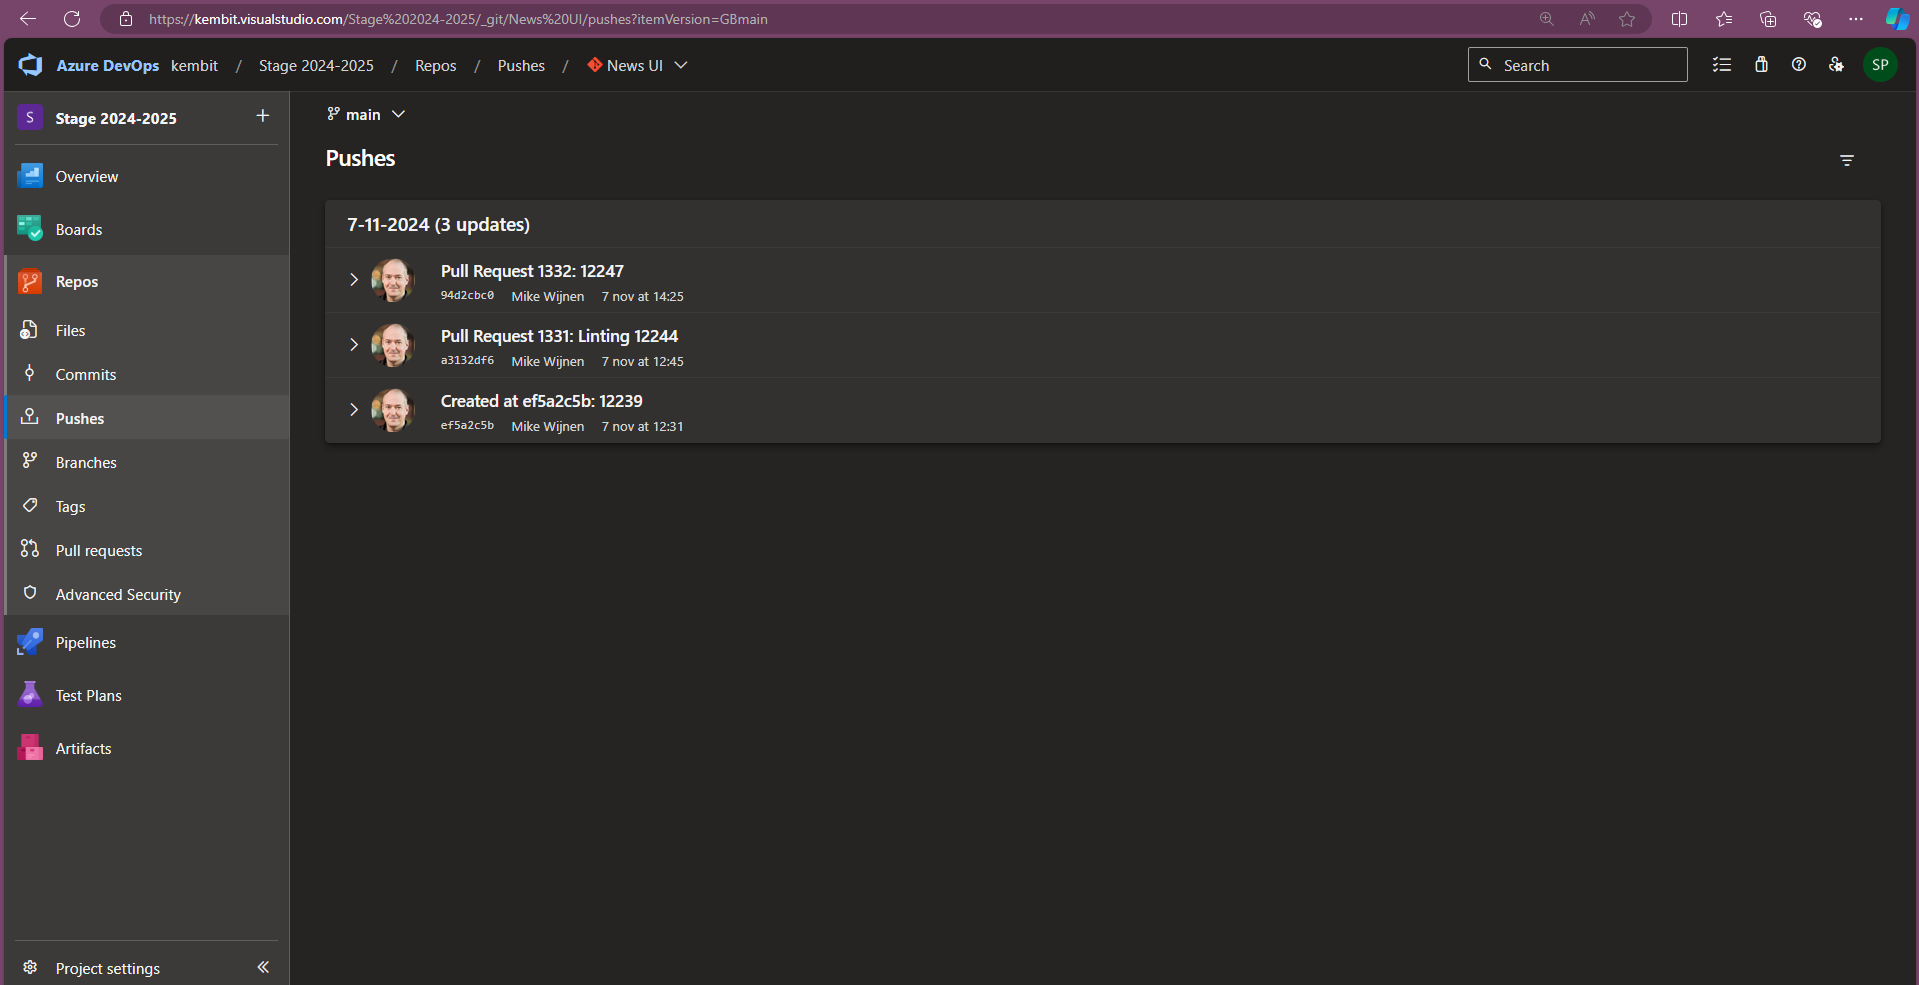 https://kembit.visualstudio.com/Stage%202024-2025/_git/News%20UI/pushes?itemVersion=GBmain
Azure DevOps kembit / Stage 2024-2025 / Repos / Pushes / News UI
Search
SP
S Stage 2024-2025
Overview
Boards
Repos
Files
Commits
Pushes
Branches
Tags
Pull requests
Advanced Security
Pipelines
Test Plans
Artifacts
Project settings
main
Pushes
7-11-2024 (3 updates)
Pull Request 1332: 12247
94d2cbc0 Mike Wijnen 7 nov at 14:25
Pull Request 1331: Linting 12244
a3132df6 Mike Wijnen 7 nov at 12:45
Created at ef5a2c5b: 12239
ef5a2c5b Mike Wijnen 7 nov at 12:31